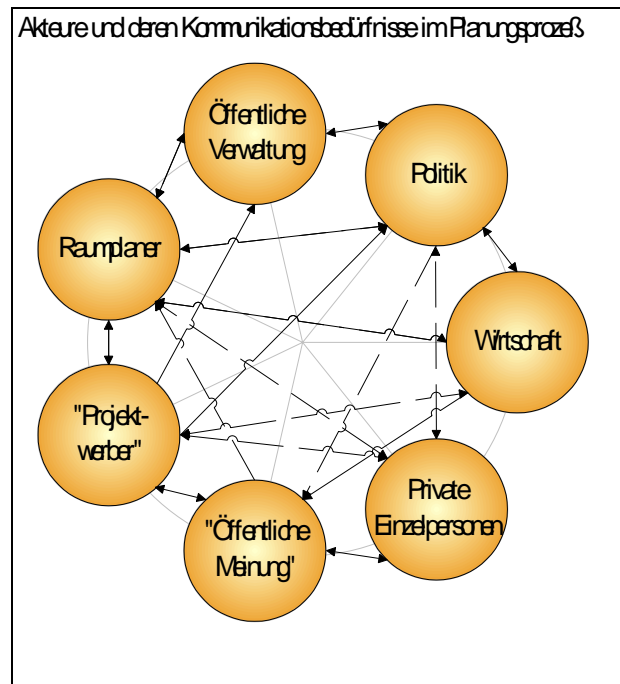 Akteure und deren Kommunikationsbedürfnisse im Planungsprozeß
Öffentliche
Verwaltung
Politik
Raumplaner
Wirtschaft
"Projekt-
werber"
Private
Einzelpersonen
"Öffentliche
Meinung"